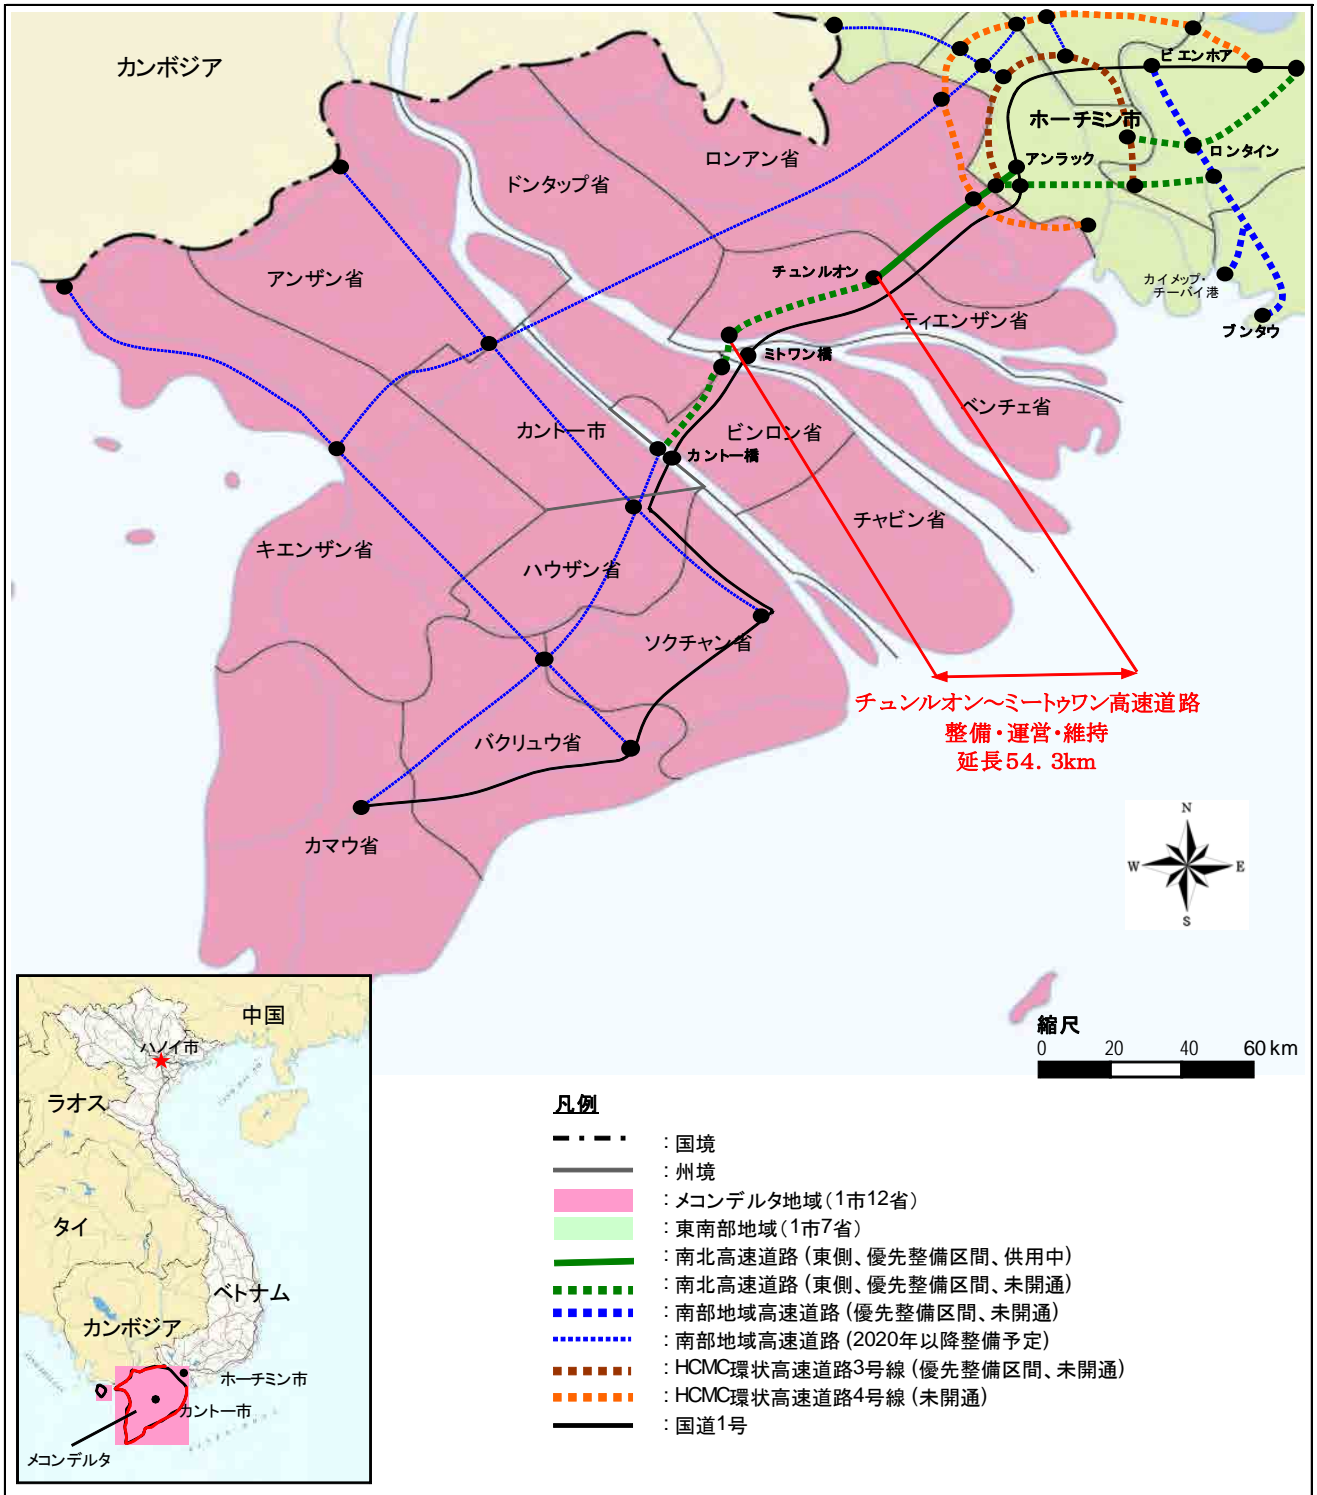 カンボジア
ビエンホア
ホーチミン市
アンラック
ロンタイン
ロンアン省
ドンタップ省
アンザン省
チュンルオン
カイメップ・
チーバイ港
ブンタウ
ティエンザン省
ミトワン橋
ベンチェ省
カントー市
ビンロン省
カントー橋
チャビン省
キエンザン省
ハウザン省
ソクチャン省
チュンルオン～ミートゥワン高速道路
整備・運営・維持
延長54.3km
バクリュウ省
カマウ省
N
W
E
S
縮尺
0 20 40 60 km
中国
ハノイ市
ラオス
タイ
ベトナム
カンボジア
ホーチミン市
カントー市
メコンデルタ
凡例
：国境
：州境
：メコンデルタ地域（1市12省）
：東南部地域（1市7省）
：南北高速道路 (東側、優先整備区間、供用中)
：南北高速道路 (東側、優先整備区間、未開通)
：南部地域高速道路 (優先整備区間、未開通)
：南部地域高速道路 (2020年以降整備予定)
：HCMC環状高速道路3号線 (優先整備区間、未開通)
：HCMC環状高速道路4号線 (未開通)
：国道1号